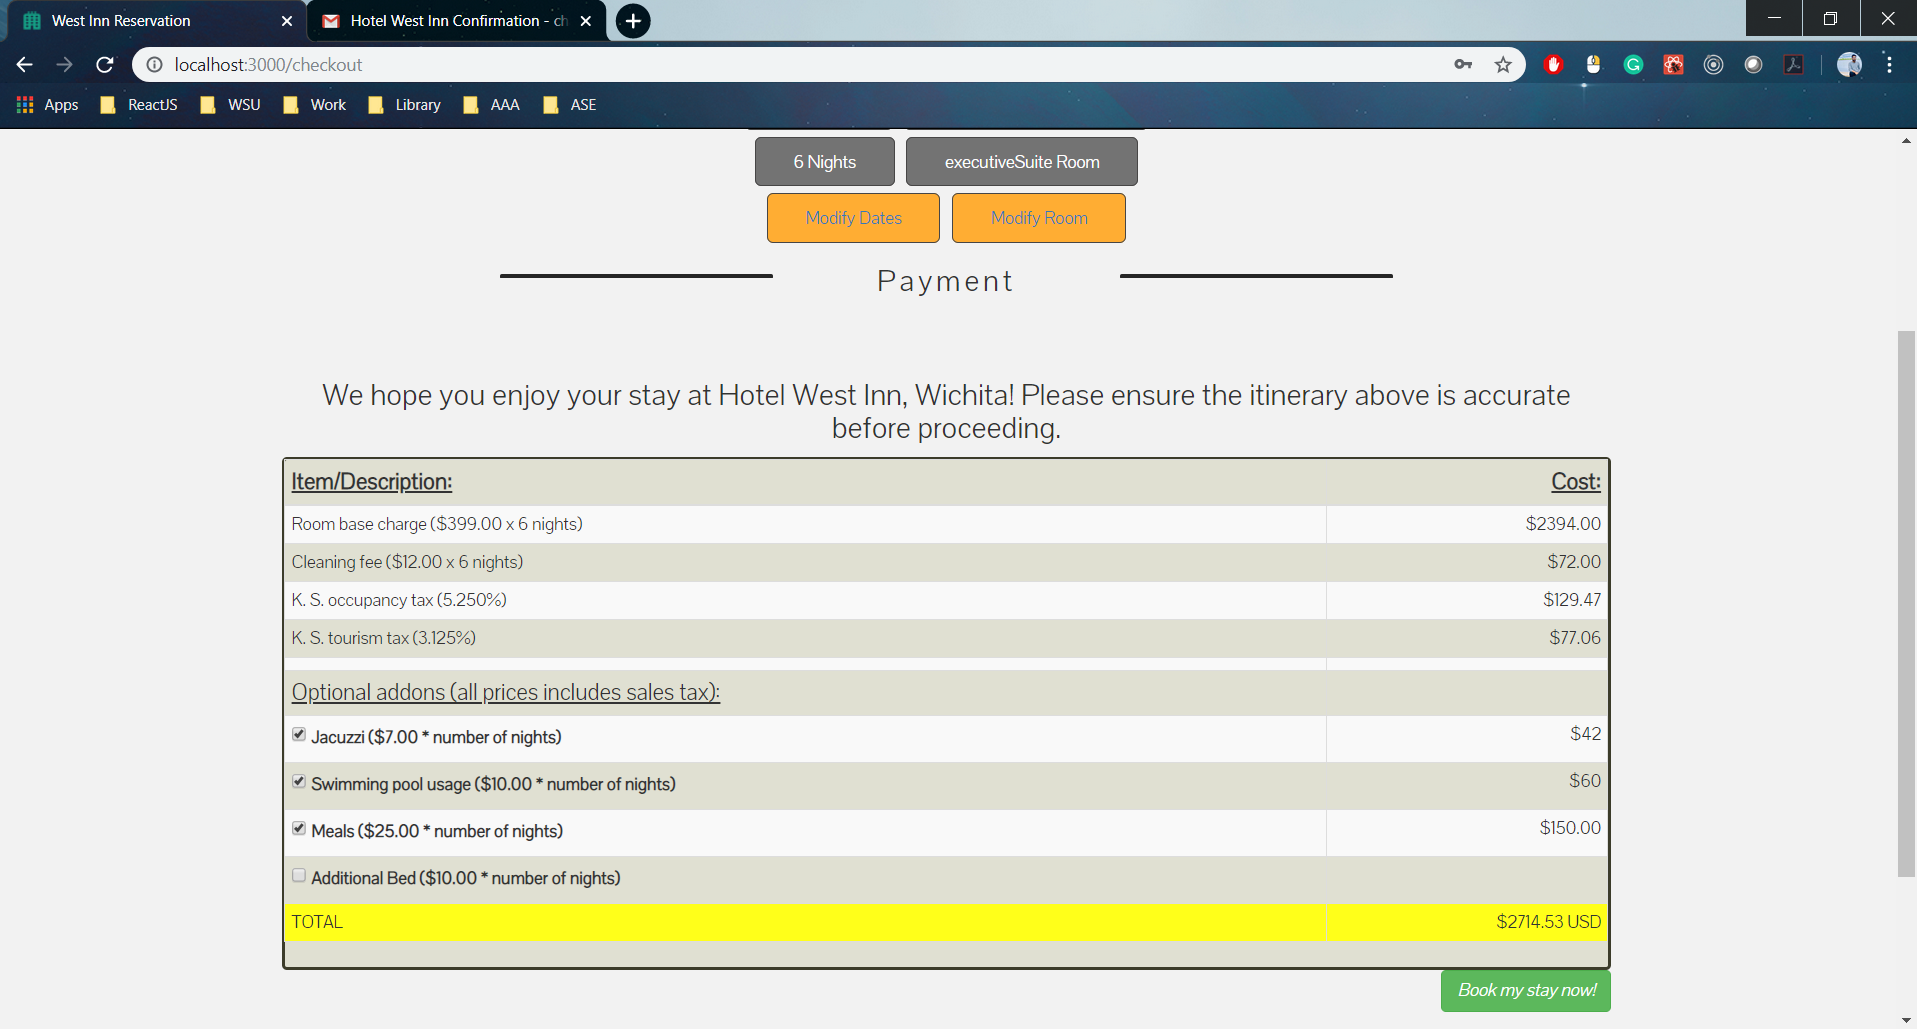 West Inn Reservation
Hotel West Inn Confirmation - ch
localhost:3000/checkout
Apps ReactJS WSU Work Library AAA ASE
6 Nights executiveSuite Room
Modify Dates Modify Room
Payment
We hope you enjoy your stay at Hotel West Inn, Wichita! Please ensure the itinerary above is accurate
before proceeding.
Item/Description: Cost:
Room base charge ($399.00 x 6 nights) $2394.00
Cleaning fee ($12.00 x 6 nights) $72.00
K. S. occupancy tax (5.250%) $129.47
K. S. tourism tax (3.125%) $77.06
Optional addons (all prices includes sales tax):
Jacuzzi ($7.00 * number of nights) $42
Swimming pool usage ($10.00 * number of nights) $60
Meals ($25.00 * number of nights) $150.00
Additional Bed ($10.00 * number of nights)
TOTAL $2714.53 USD
Book my stay now!